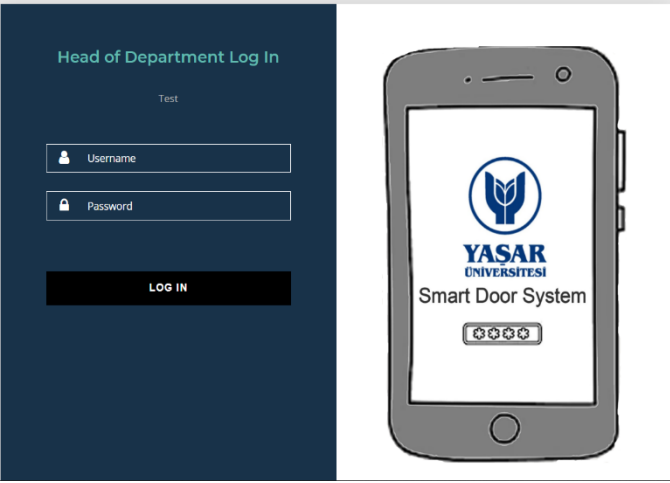 Head of Department Log In
Test
Username
Password
LOG IN
YAŞAR
ÜNİVERSİTESİ
Smart Door System
****